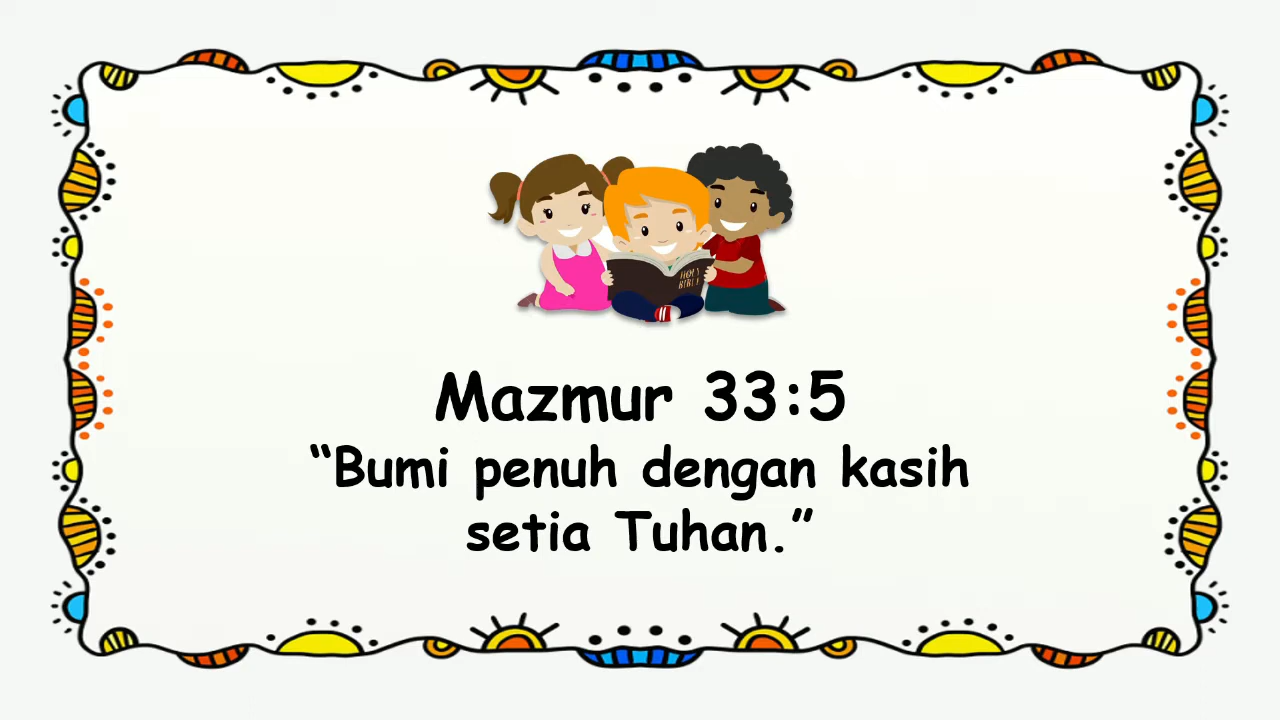 HOLY
BIBLE
Mazmur 33:5
“Bumi penuh dengan kasih
setia Tuhan.”